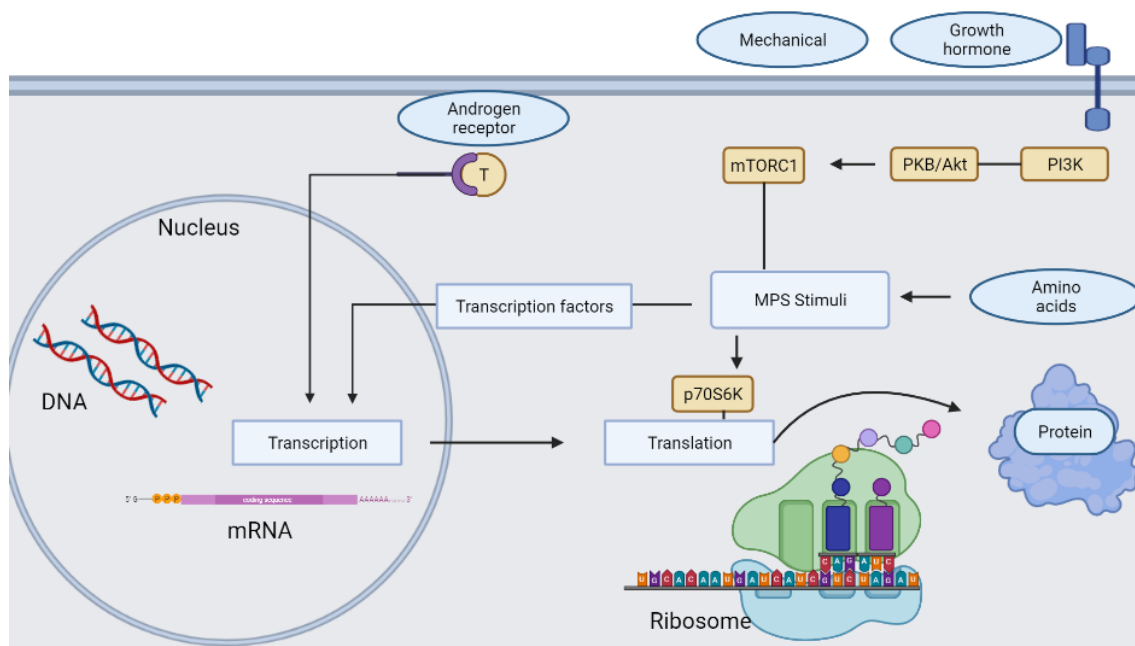 Mechanical
Growth
hormone
Androgen
receptor
T
mTORC1
PKB/Akt
PI3K
Nucleus
Transcription factors
MPS Stimuli
Amino
acids
DNA
p70S6K
Transcription
Translation
Protein
5' G
P P P
coding sequence
AAAAAA
3'
mRNA
C A G A U C
U G C A C A A U G A U C A U C G U C U A G A U
Ribosome